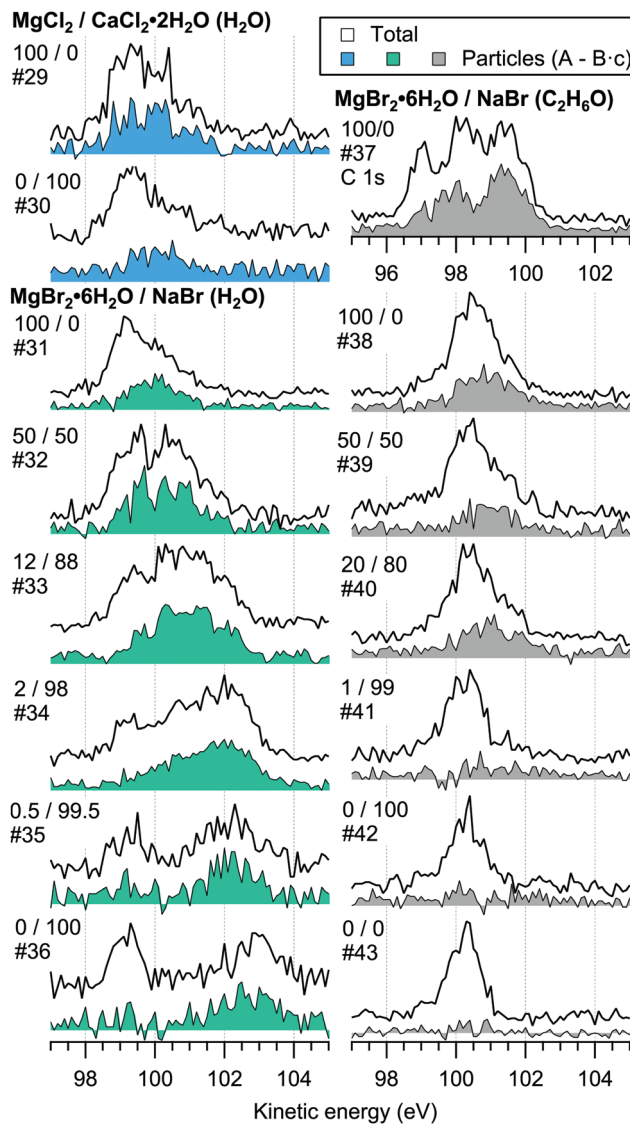 MgCl₂ / CaCl₂•2H₂O (H₂O)
100 / 0
#29
0 / 100
#30
MgBr₂•6H₂O / NaBr (H₂O)
100 / 0
#31
50 / 50
#32
12 / 88
#33
2 / 98
#34
0.5 / 99.5
#35
0 / 100
#36
98 100 102 104
Total
Particles (A - B·c)
MgBr₂•6H₂O / NaBr (C₂H₆O)
100/0
#37
C 1s
96 98 100 102
100 / 0
#38
50 / 50
#39
20 / 80
#40
1 / 99
#41
0 / 100
#42
0 / 0
#43
98 100 102 104
Kinetic energy (eV)